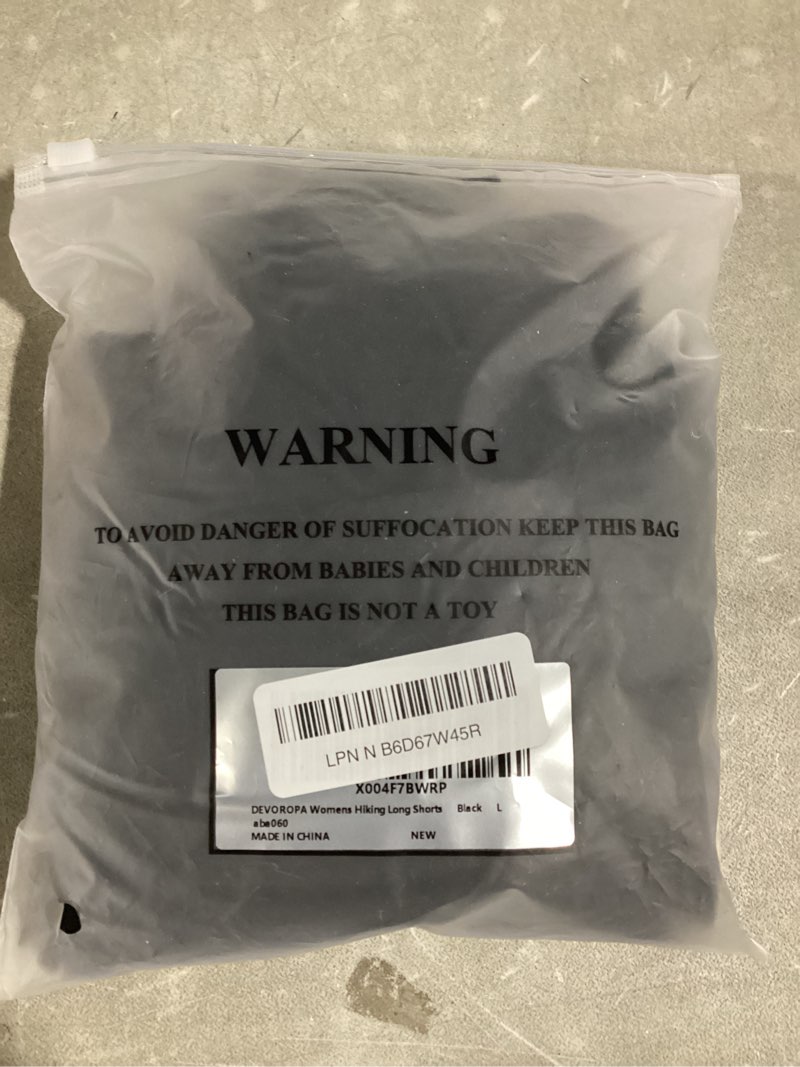 WARNING
TO AVOID DANGER OF SUFFOCATION KEEP THIS BAG
AWAY FROM BABIES AND CHILDREN
THIS BAG IS NOT A TOY
LPN N B6D67W45R
X004F7BWRP
DEVOROPA Womens Hiking Long Shorts Black L
aba060
MADE IN CHINA NEW